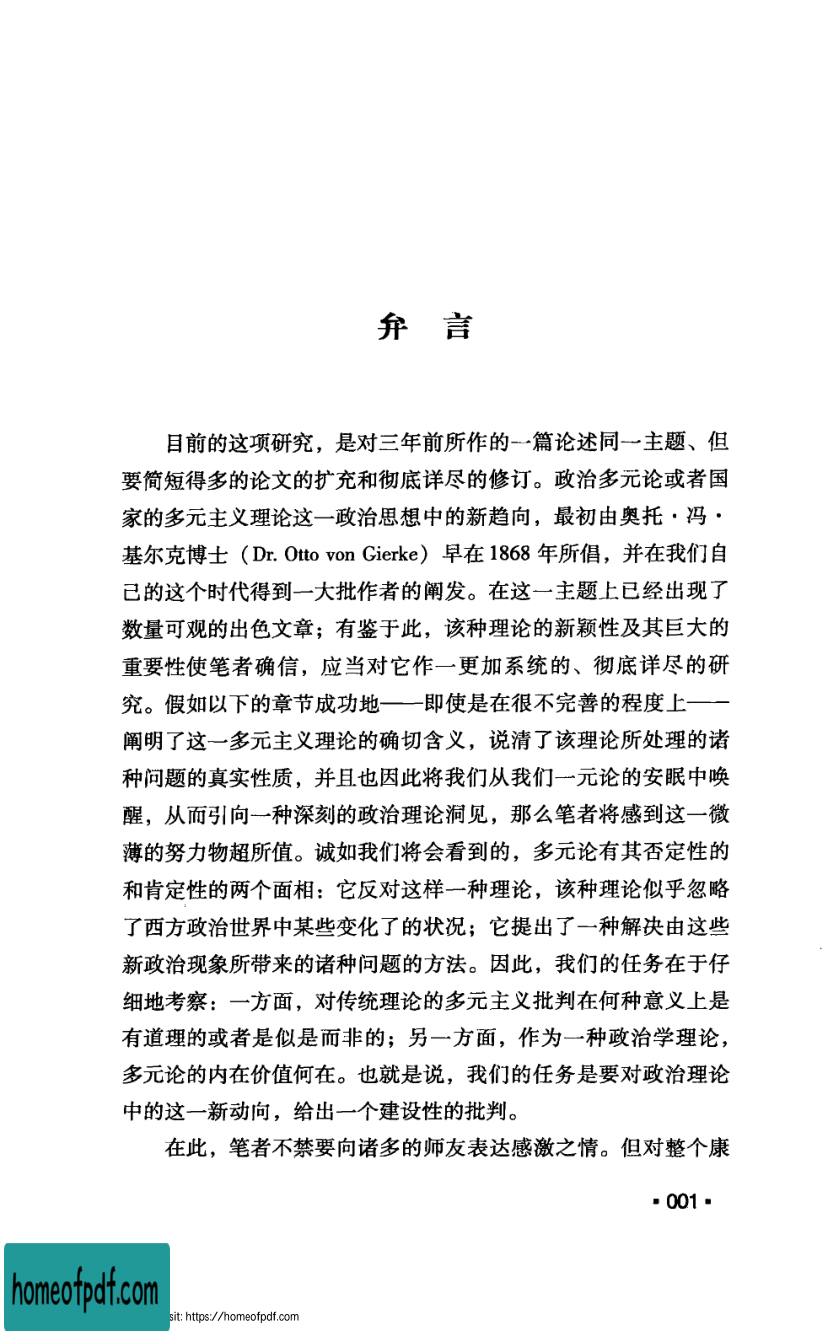 弁 言
目前的这项研究，是对三年前所作的一篇论述同一主题、但
要简短得多的论文的扩充和彻底详尽的修订。政治多元论或者国
家的多元主义理论这一政治思想中的新趋向，最初由奥托·冯·
基尔克博士（Dr. Otto von Gierke）早在 1868 年所倡，并在我们自
己的这个时代得到一大批作者的阐发。在这一主题上已经出现了
数量可观的出色文章；有鉴于此，该种理论的新颖性及其巨大的
重要性使笔者确信，应当对它作一更加系统的、彻底详尽的研
究。假如以下的章节成功地——即使是在很不完善的程度上——
阐明了这一多元主义理论的确切含义，说清了该理论所处理的诸
种问题的真实性质，并且也因此将我们从我们一元论的安眠中唤
醒，从而引向一种深刻的政治理论洞见，那么笔者将感到这一微
薄的努力物超所值。诚如我们将会看到的，多元论有其否定性的
和肯定性的两个面相：它反对这样一种理论，该种理论似乎忽略
了西方政治世界中某些变化了的状况；它提出了一种解决由这些
新政治现象所带来的诸种问题的方法。因此，我们的任务在于仔
细地考察：一方面，对传统理论的多元主义批判在何种意义上是
有道理的或者是似是而非的；另一方面，作为一种政治学理论，
多元论的内在价值何在。也就是说，我们的任务是要对政治理论
中的这一新动向，给出一个建设性的批判。
在此，笔者不禁要向诸多的师友表达感激之情。但对整个康
▪ 001 ▪
homeofpdf.com
sit: https://homeofpdf.com